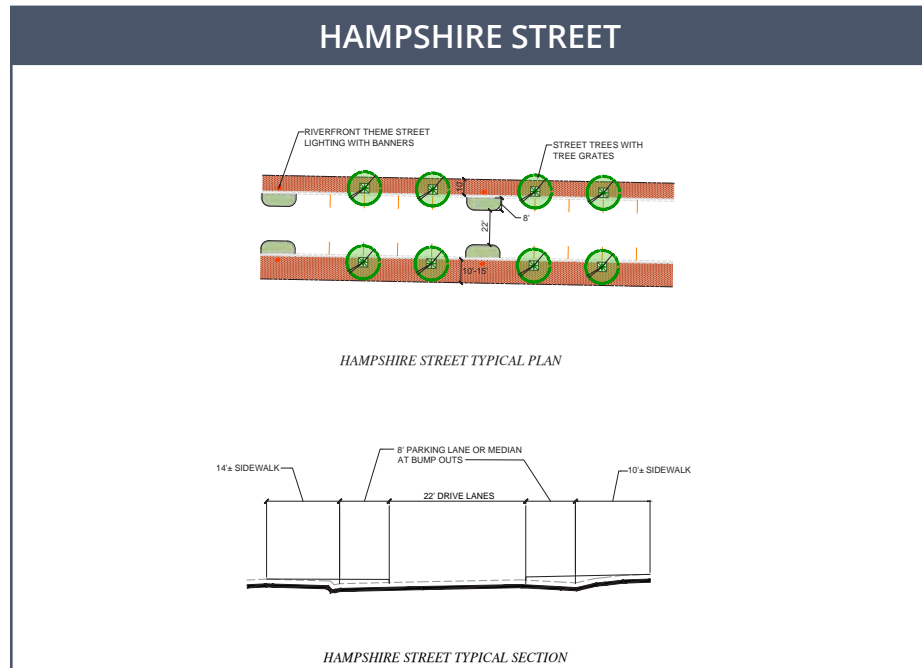 HAMPSHIRE STREET
RIVERFRONT THEME STREET
LIGHTING WITH BANNERS
STREET TREES WITH
TREE GRATES
10'
8'
22'
10'-15'
HAMPSHIRE STREET TYPICAL PLAN
8' PARKING LANE OR MEDIAN
AT BUMP OUTS
14'± SIDEWALK
10'± SIDEWALK
22' DRIVE LANES
HAMPSHIRE STREET TYPICAL SECTION